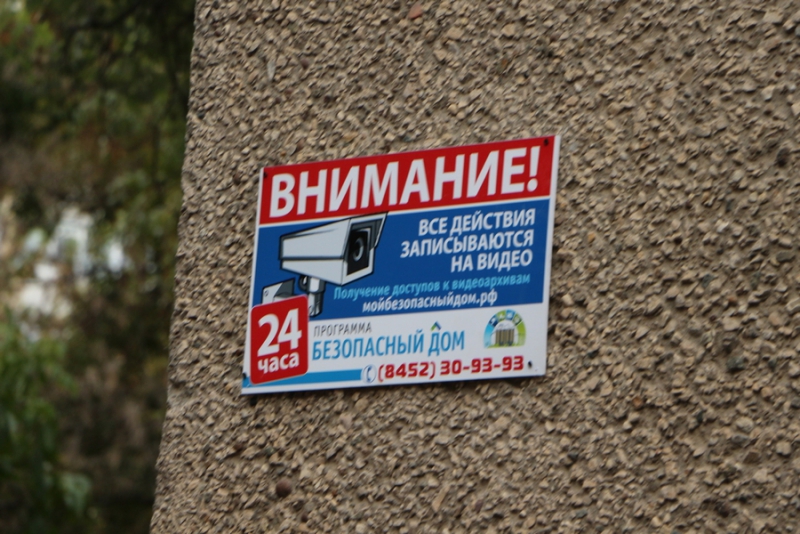 ВНИМАНИЕ!
ВСЕ ДЕЙСТВИЯ
ЗАПИСЫВАЮТСЯ
НА ВИДЕО
Получение доступов к видеоархивам
мойбезопасныйдом.рф
24
часа
ПРОГРАММА
БЕЗОПАСНЫЙ ДОМ
(8452) 30-93-93